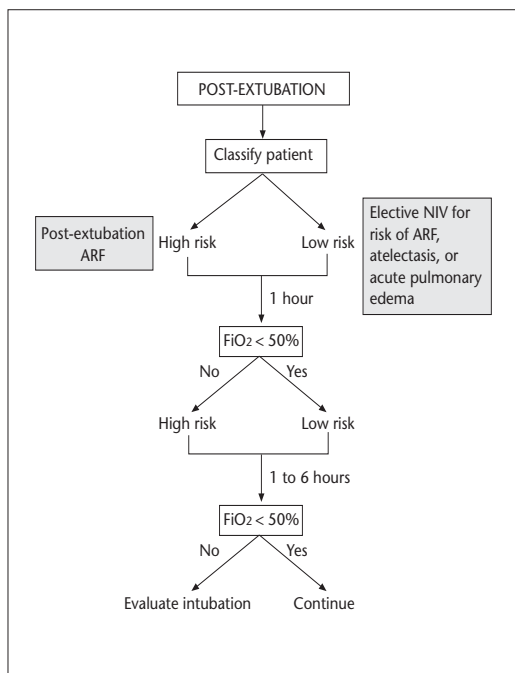 POST-EXTUBATION
Classify patient
Post-extubation
ARF
High risk
Low risk
Elective NIV for
risk of ARF,
atelectasis, or
acute pulmonary
edema
1 hour
FiO2 < 50%
No
Yes
High risk
Low risk
1 to 6 hours
FiO2 < 50%
No
Yes
Evaluate intubation
Continue